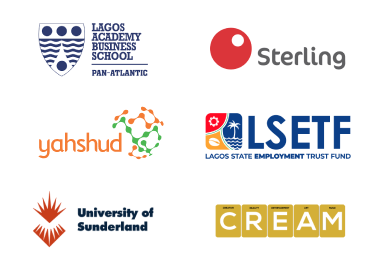 LAGOS
ACADEMY
BUSINESS
SCHOOL
PAN-ATLANTIC
Sterling
yahshud
LSETF
LAGOS STATE EMPLOYMENT TRUST FUND
University of
Sunderland
CREAM